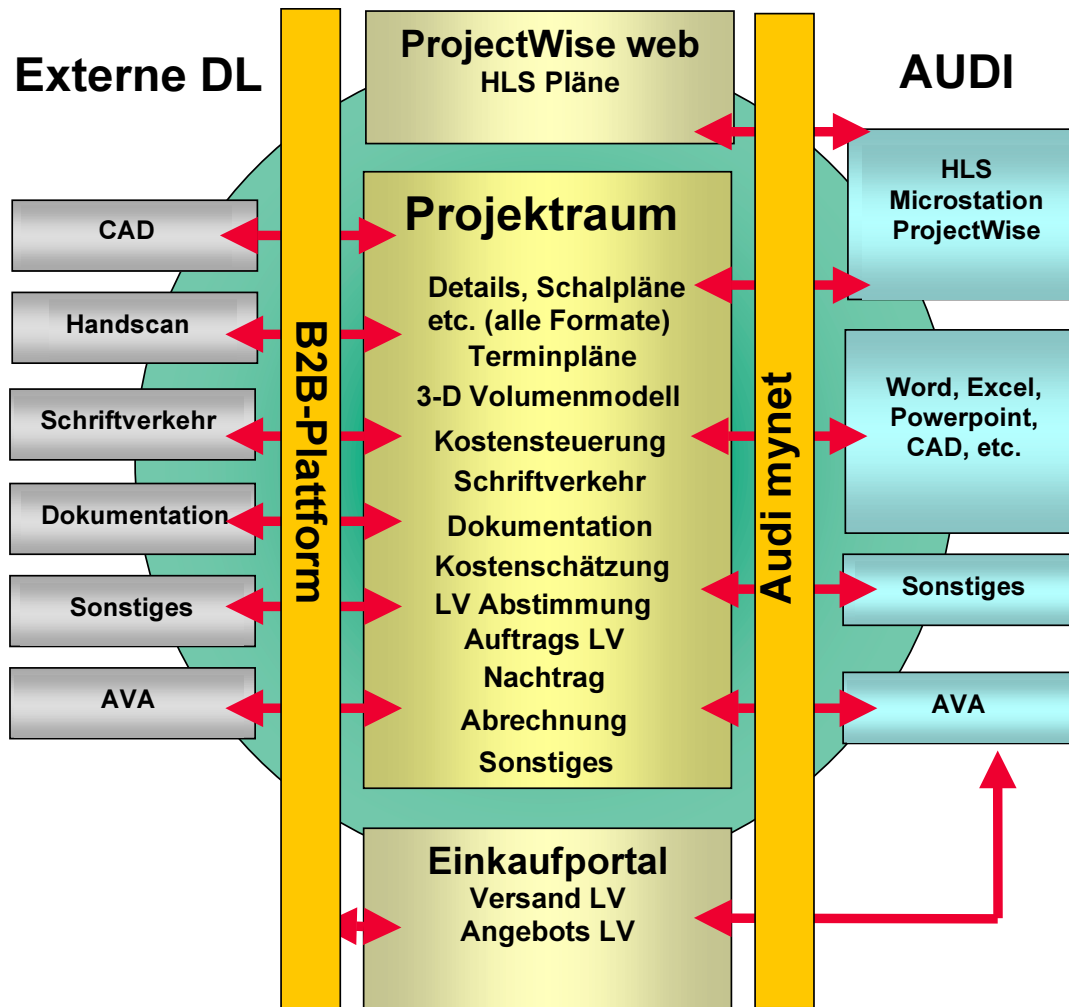 Externe DL
CAD
Handscan
Schriftverkehr
Dokumentation
Sonstiges
AVA
B2B-Plattform
ProjectWise web
HLS Pläne
Projektraum
Details, Schalpläne
etc. (alle Formate)
Terminpläne
3-D Volumenmodell
Kostensteuerung
Schriftverkehr
Dokumentation
Kostenschätzung
LV Abstimmung
Auftrags LV
Nachtrag
Abrechnung
Sonstiges
Einkaufportal
Versand LV
Angebots LV
Audi mynet
AUDI
HLS
Microstation
ProjectWise
Word, Excel,
Powerpoint,
CAD, etc.
Sonstiges
AVA